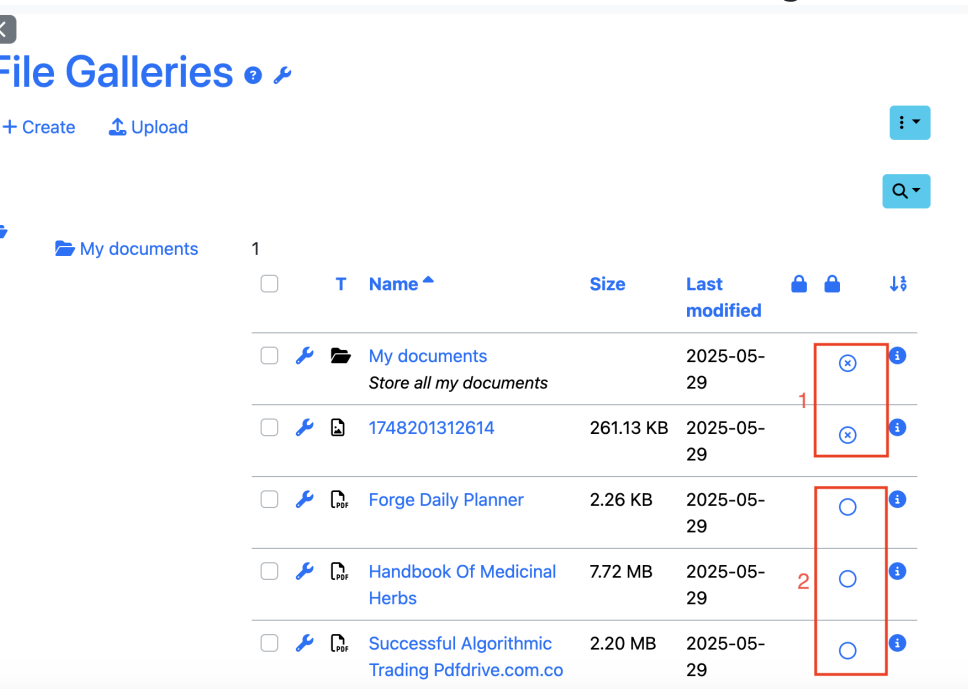 File Galleries
+ Create Upload
My documents
1
T Name Size Last modified
My documents 2025-05-29
Store all my documents
1748201312614 261.13 KB 2025-05-29
1
Forge Daily Planner 2.26 KB 2025-05-29
Handbook Of Medicinal Herbs 7.72 MB 2025-05-29
2
Successful Algorithmic Trading Pdfdrive.com.co 2.20 MB 2025-05-29